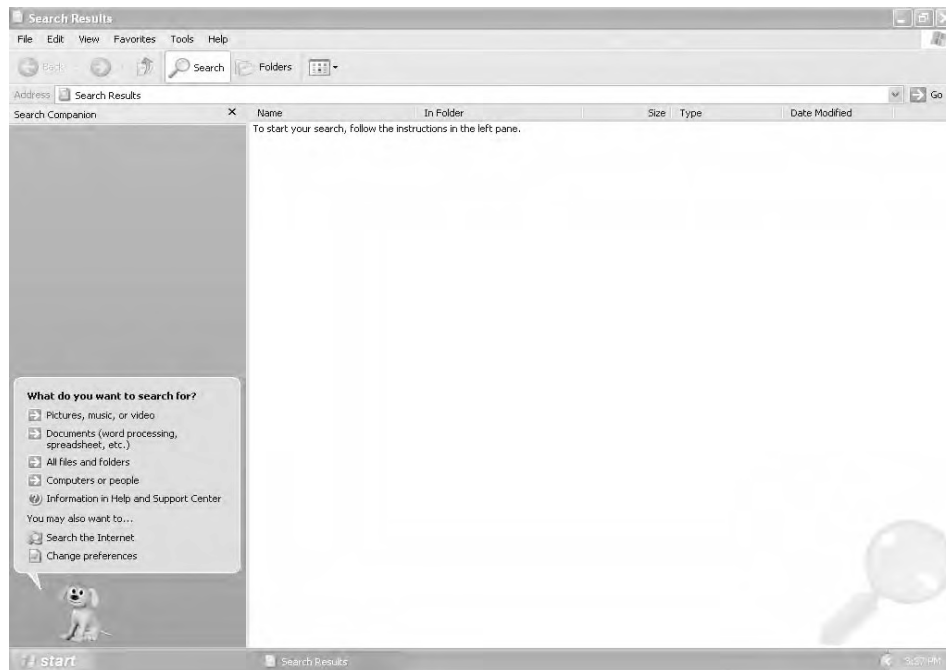 Search Results
File Edit View Favorites Tools Help
Back Search Folders
Address Search Results Go
Search Companion
Name In Folder Size Type Date Modified
To start your search, follow the instructions in the left pane.
What do you want to search for?
Pictures, music, or video
Documents (word processing,
spreadsheet, etc.)
All files and folders
Computers or people
Information in Help and Support Center
You may also want to...
Search the Internet
Change preferences
start Search Results